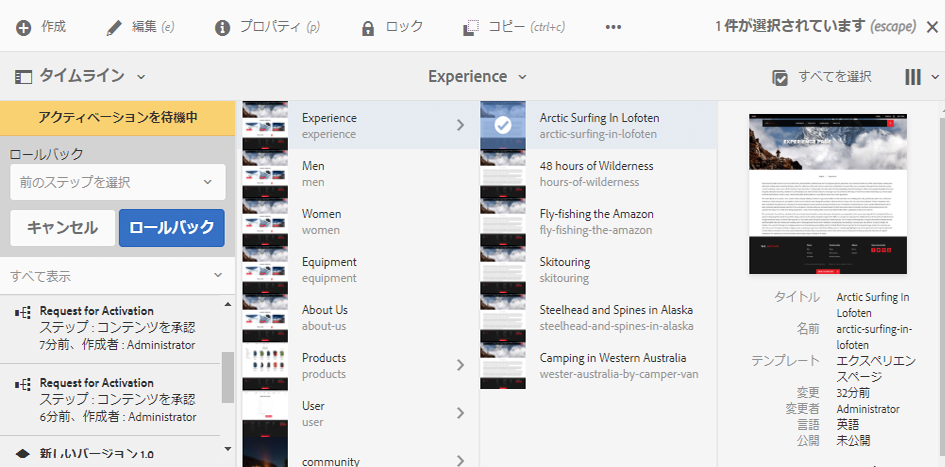 作成
編集 (e)
プロパティ (p)
ロック
コピー (ctrl+c)
1 件が選択されています (escape)
タイムライン
Experience
すべてを選択
アクティベーションを待機中
ロールバック
前のステップを選択
キャンセル
ロールバック
すべて表示
Request for Activation
ステップ : コンテンツを承認
7分前、作成者 : Administrator
Request for Activation
ステップ : コンテンツを承認
6分前、作成者 : Administrator
新しいバージョン 1.0
Experience
experience
Men
men
Women
women
Equipment
equipment
About Us
about-us
Products
products
User
user
community
Arctic Surfing In Lofoten
arctic-surfing-in-lofoten
48 hours of Wilderness
hours-of-wilderness
Fly-fishing the Amazon
fly-fishing-the-amazon
Skitouring
skitouring
Steelhead and Spines in Alaska
steelhead-and-spines-in-alaska
Camping in Western Australia
wester-australia-by-camper-van
EXPERIENCE PAGE
タイトル Arctic Surfing In
Lofoten
名前 arctic-surfing-in-
lofoten
テンプレート エクスペリエン
スページ
変更 32分前
変更者 Administrator
言語 英語
公開 未公開